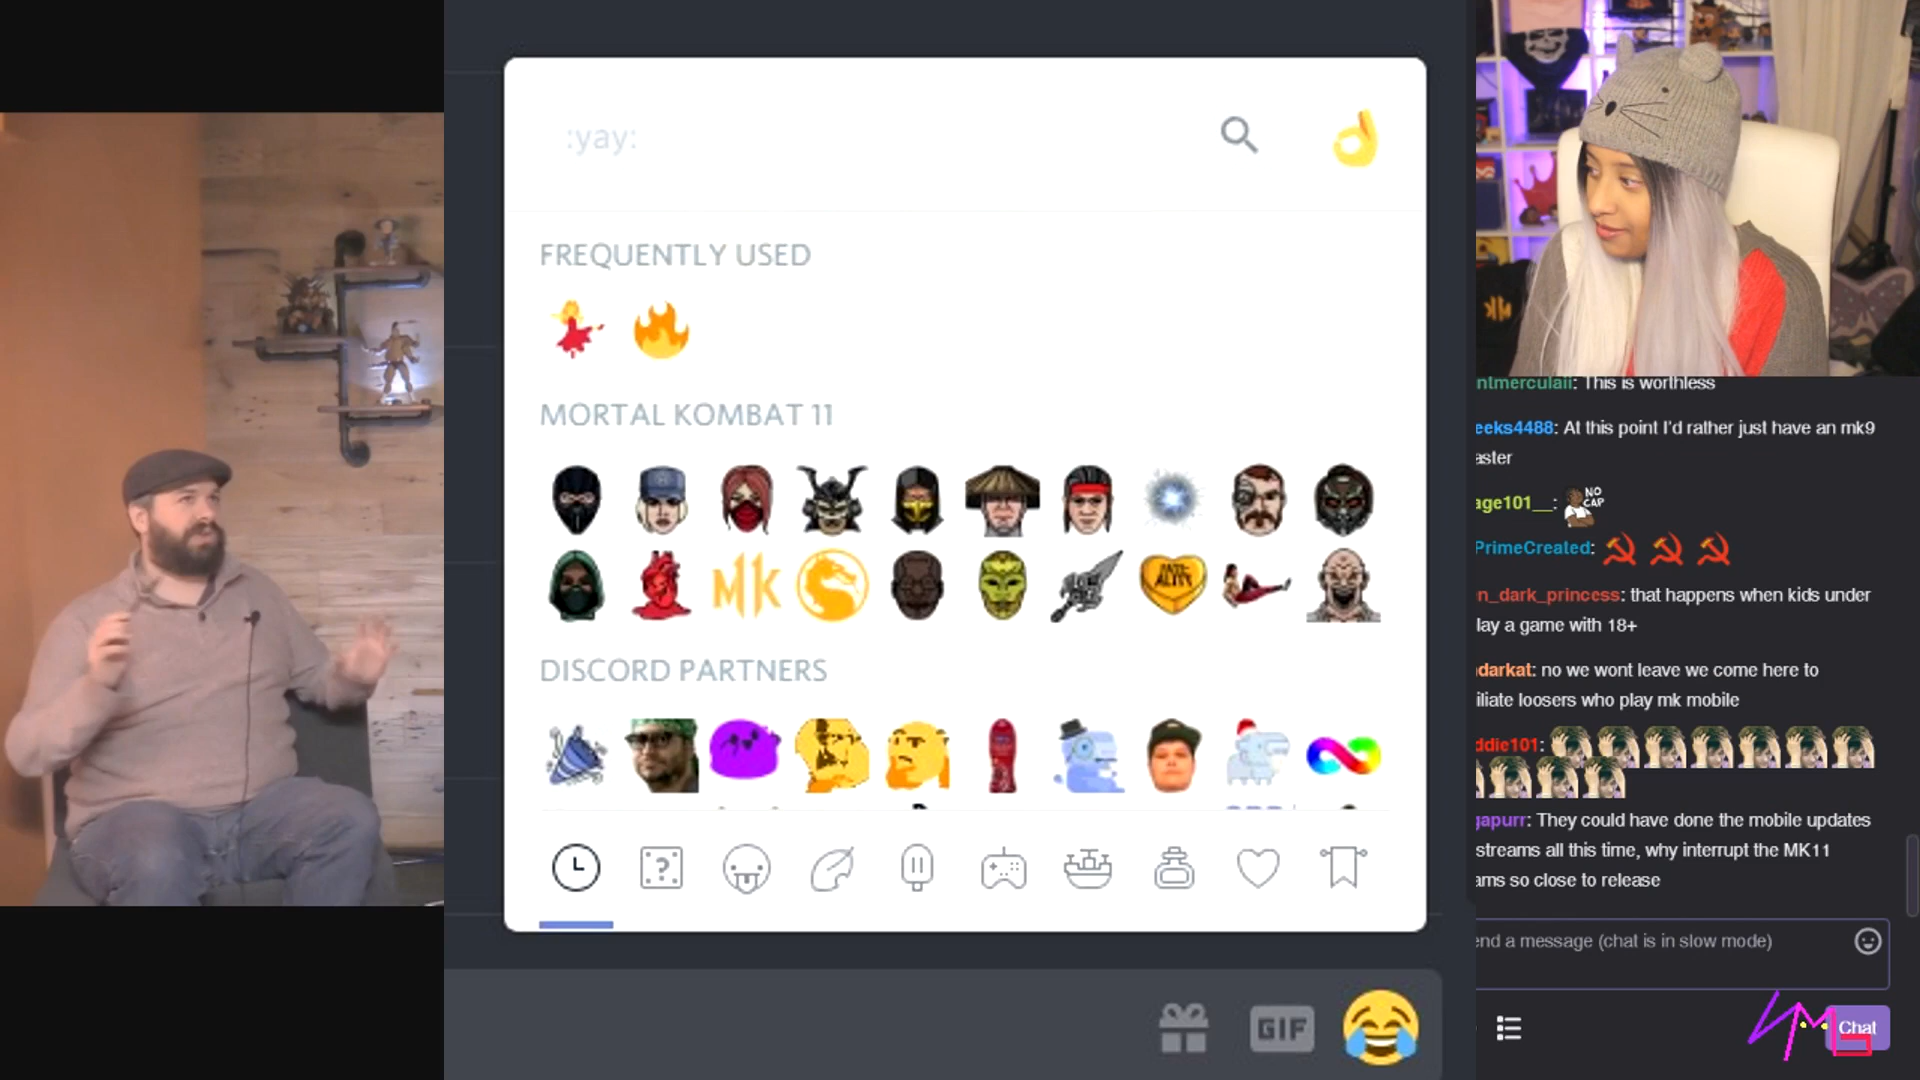 :yay:
FREQUENTLY USED
MORTAL KOMBAT 11
MK
FATE-
ALITY
DISCORD PARTNERS
GIF
ntmerculaii: This is worthless
eeks4488: At this point I'd rather just have an mk9
aster
age101__: NO
CAP
PrimeCreated:
n_dark_princess: that happens when kids under
lay a game with 18+
darkat: no we wont leave we come here to
iliate loosers who play mk mobile
ddie101:
gapurr: They could have done the mobile updates
streams all this time, why interrupt the MK11
ams so close to release
end a message (chat is in slow mode)
Chat